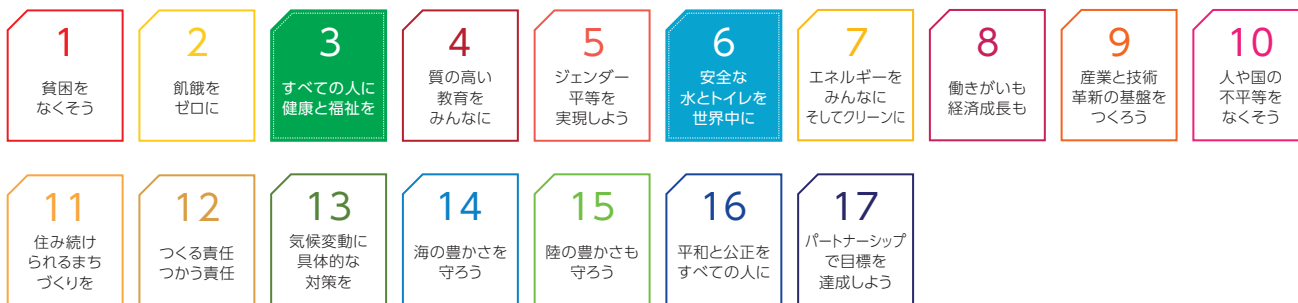 1
貧困を
なくそう
2
飢餓を
ゼロに
3
すべての人に
健康と福祉を
4
質の高い
教育を
みんなに
5
ジェンダー
平等を
実現しよう
6
安全な
水とトイレを
世界中に
7
エネルギーを
みんなに
そしてクリーンに
8
働きがいも
経済成長も
9
産業と技術
革新の基盤を
つくろう
10
人や国の
不平等を
なくそう
11
住み続け
られるまち
づくりを
12
つくる責任
つかう責任
13
気候変動に
具体的な
対策を
14
海の豊かさを
守ろう
15
陸の豊かさも
守ろう
16
平和と公正を
すべての人に
17
パートナーシップ
で目標を
達成しよう